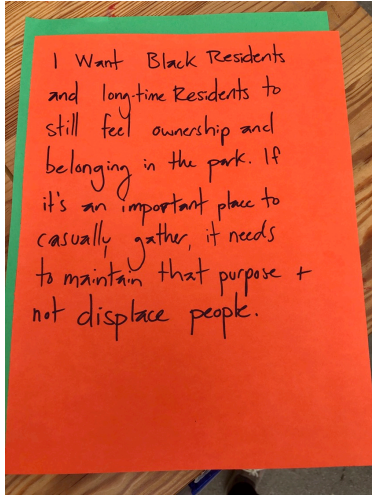 I Want Black Residents
and long-time Residents to
still feel ownership and
belonging in the park. If
it's an important place to
casually gather, it needs
to maintain that purpose +
not displace people.